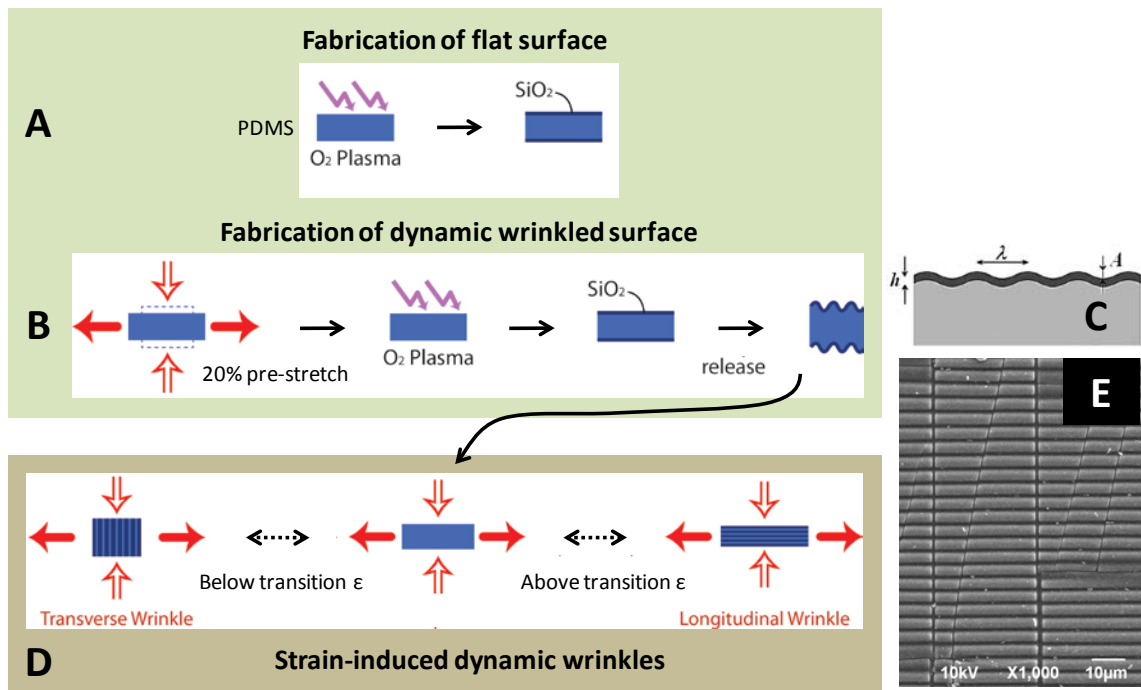 Fabrication of flat surface
A
PDMS
O₂ Plasma
SiO₂
Fabrication of dynamic wrinkled surface
B
20% pre-stretch
O₂ Plasma
SiO₂
release
λ
A
h
C
E
10kV X1,000 10μm
Below transition ε
Above transition ε
Transverse Wrinkle
Longitudinal Wrinkle
D
Strain-induced dynamic wrinkles